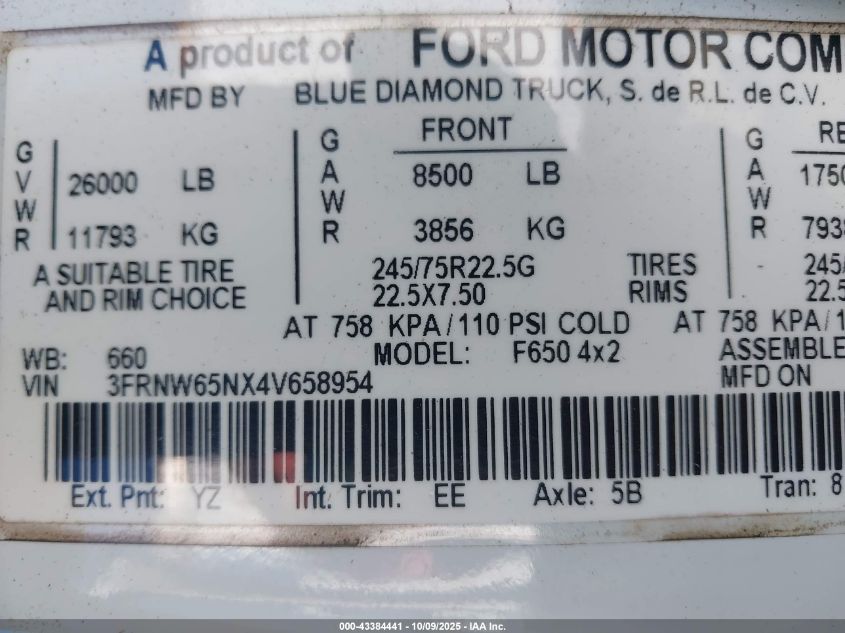 A product of FORD MOTOR COM
MFD BY BLUE DIAMOND TRUCK, S. de R.L. de C.V.
GVWR 26000 LB
11793 KG
GAWR FRONT
8500 LB
3856 KG
GAWR RE
1750
793
A SUITABLE TIRE
AND RIM CHOICE
245/75R22.5G TIRES 245/
22.5X7.50 RIMS 22.5
AT 758 KPA/110 PSI COLD AT 758 KPA/1
WB: 660 MODEL: F650 4x2 ASSEMBLE
VIN 3FRNW65NX4V658954 MFD ON
Ext. Pnt: YZ Int. Trim: EE Axle: 5B Tran: 8
000-43384441 - 10/09/2025 - IAA Inc.